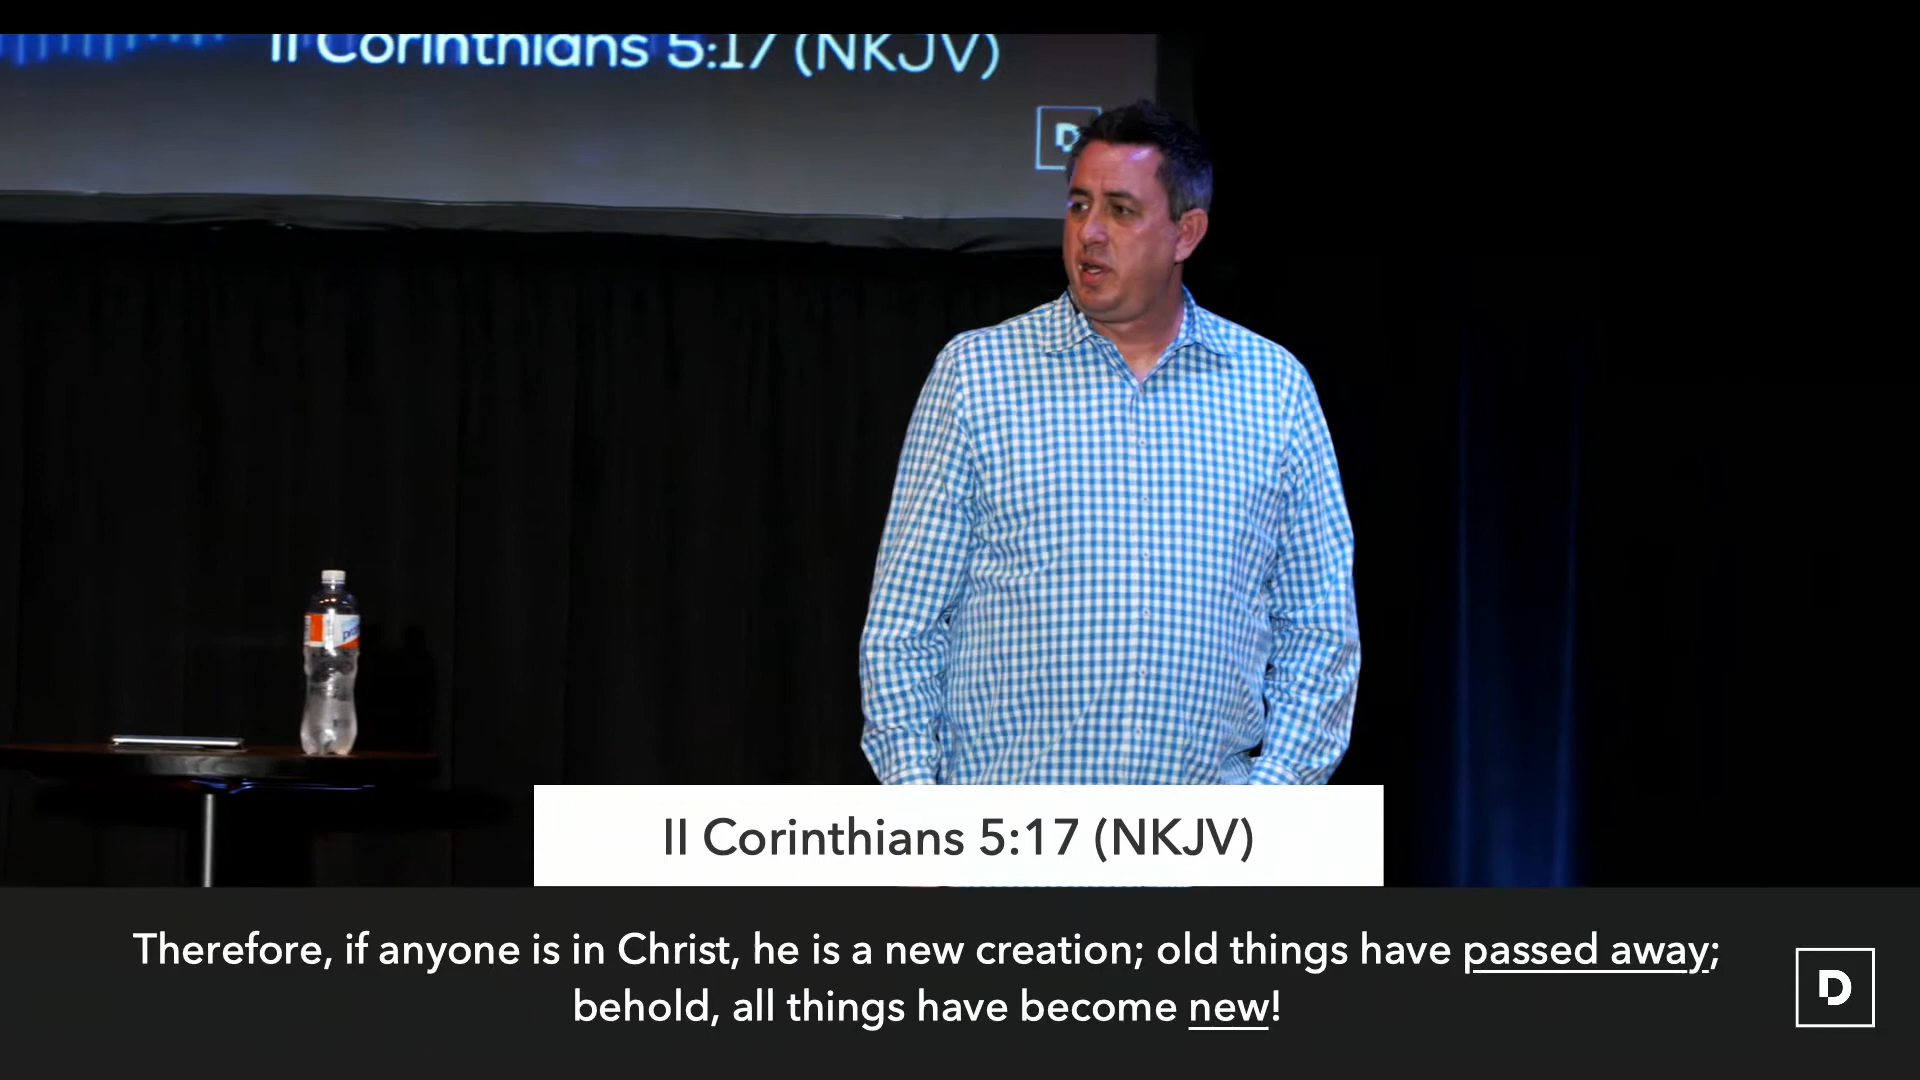 II Corinthians 5:17 (NKJV)
D
II Corinthians 5:17 (NKJV)
Therefore, if anyone is in Christ, he is a new creation; old things have passed away;
behold, all things have become new!
D